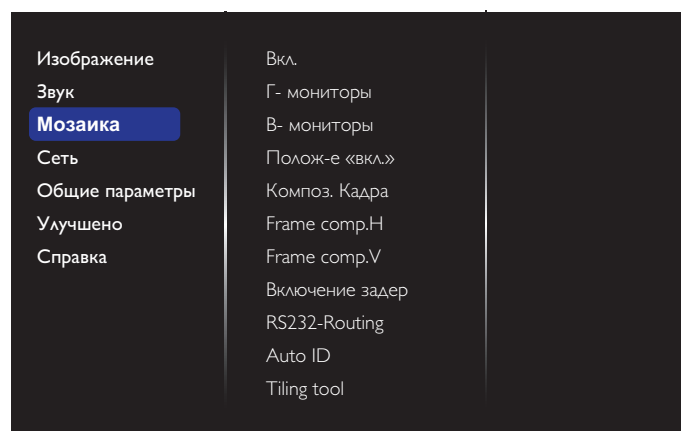 Изображение
Звук
Мозаика
Сеть
Общие параметры
Улучшено
Справка
Вкл.
Г- мониторы
В- мониторы
Полож-е «вкл.»
Композ. Кадра
Frame comp.H
Frame comp.V
Включение задер
RS232-Routing
Auto ID
Tiling tool